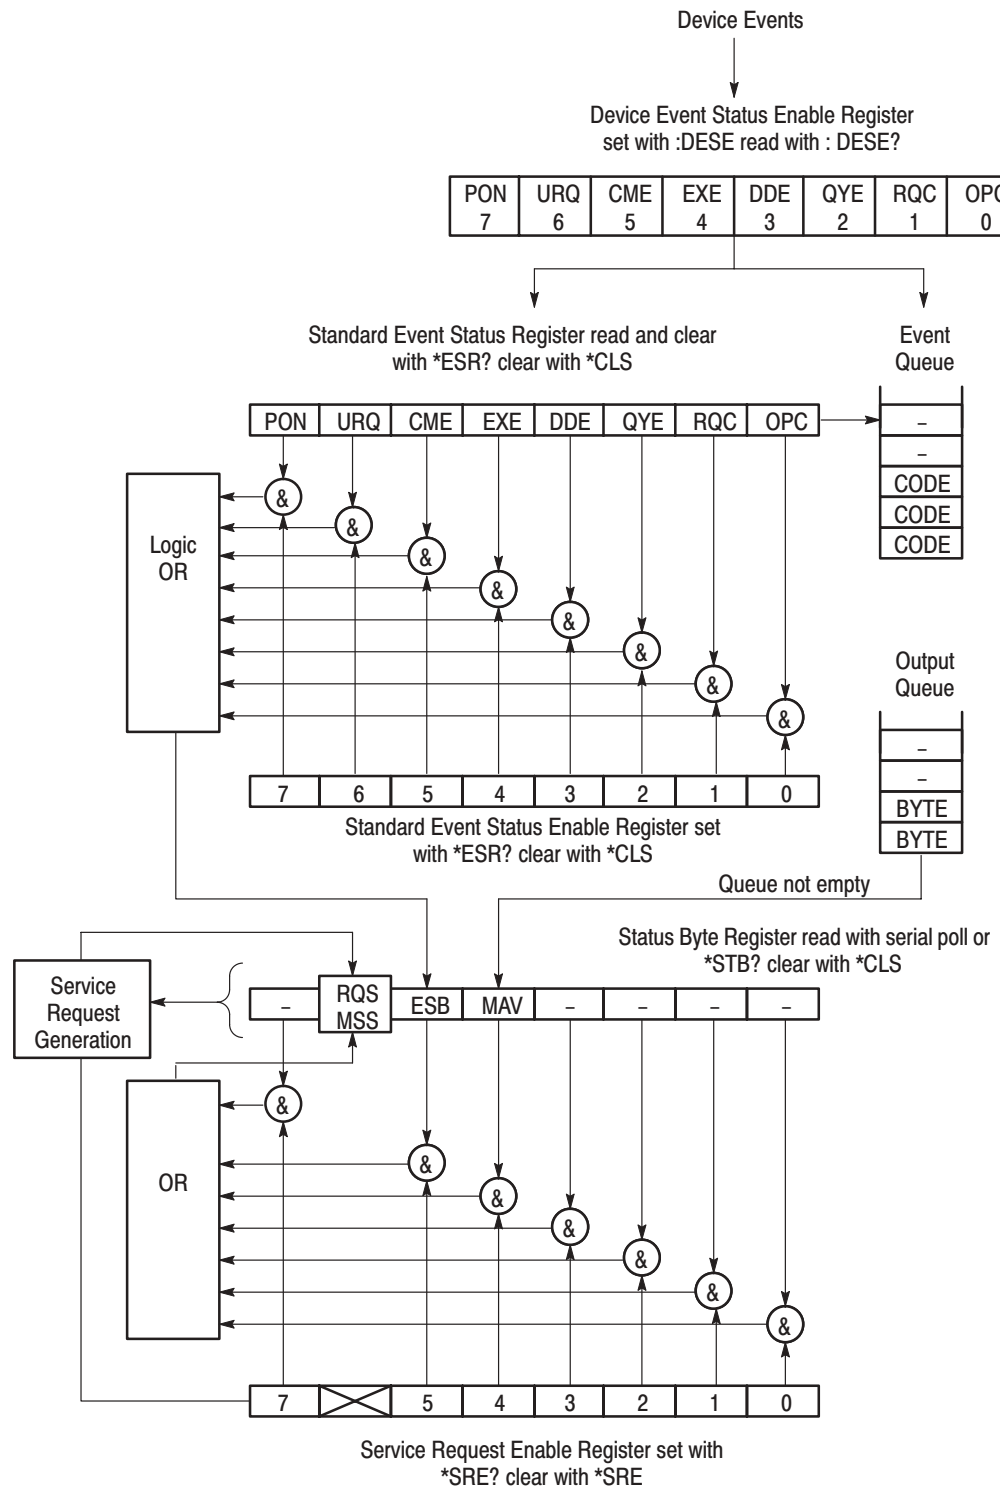 Device Events
Device Event Status Enable Register
set with :DESE read with : DESE?
PON URQ CME EXE DDE QYE RQC OPC
7 6 5 4 3 2 1 0
Standard Event Status Register read and clear
with *ESR? clear with *CLS
Event
Queue
PON URQ CME EXE DDE QYE RQC OPC
–
–
CODE
CODE
CODE
&
&
&
&
&
&
&
&
Logic
OR
Output
Queue
–
–
BYTE
BYTE
7 6 5 4 3 2 1 0
Standard Event Status Enable Register set
with *ESR? clear with *CLS
Queue not empty
Status Byte Register read with serial poll or
*STB? clear with *CLS
Service
Request
Generation
– RQS ESB MAV – – – –
MSS
&
&
&
&
&
&
&
OR
7 5 4 3 2 1 0
Service Request Enable Register set with
*SRE? clear with *SRE